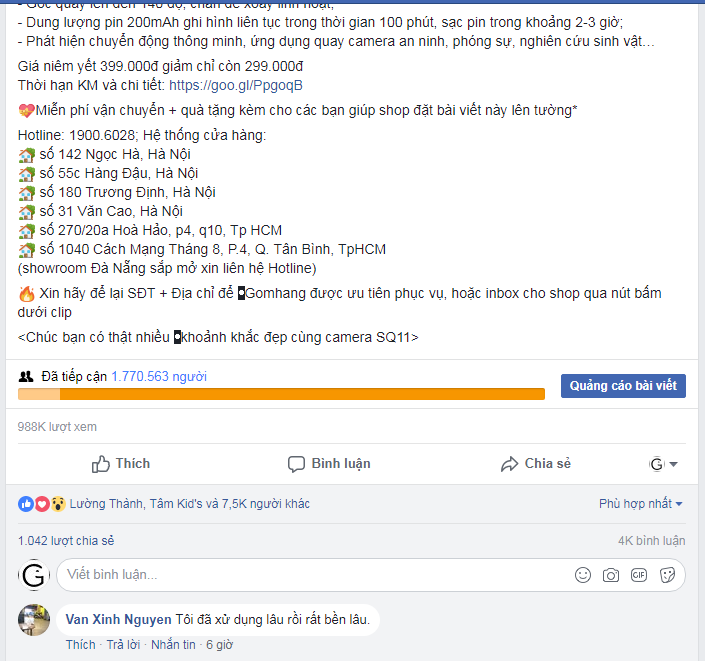 - Góc quay lên đến 140 độ, chân đế xoay linh hoạt;
- Dung lượng pin 200mAh ghi hình liên tục trong thời gian 100 phút, sạc pin trong khoảng 2-3 giờ;
- Phát hiện chuyển động thông minh, ứng dụng quay camera an ninh, phóng sự, nghiên cứu sinh vật…
Giá niêm yết 399.000đ giảm chỉ còn 299.000đ
Thời hạn KM và chi tiết: https://goo.gl/PpgoqB
💝Miễn phí vận chuyển + quà tặng kèm cho các bạn giúp shop đặt bài viết này lên tường*
Hotline: 1900.6028; Hệ thống cửa hàng:
🏡 số 142 Ngọc Hà, Hà Nội
🏡 số 55c Hàng Đậu, Hà Nội
🏡 số 180 Trương Định, Hà Nội
🏡 số 31 Văn Cao, Hà Nội
🏡 số 270/20a Hoà Hảo, p4, q10, Tp HCM
🏡 số 1040 Cách Mạng Tháng 8, P.4, Q. Tân Bình, TpHCM
(showroom Đà Nẵng sắp mở xin liên hệ Hotline)
🔥 Xin hãy để lại SĐT + Địa chỉ để ◘Gomhang được ưu tiên phục vụ, hoặc inbox cho shop qua nút bấm
dưới clip
<Chúc bạn có thật nhiều ◘khoảnh khắc đẹp cùng camera SQ11>
Đã tiếp cận 1.770.563 người
Quảng cáo bài viết
988K lượt xem
Thích Bình luận Chia sẻ G
Lường Thành, Tâm Kid's và 7,5K người khác Phù hợp nhất
1.042 lượt chia sẻ 4K bình luận
G Viết bình luận... GIF
Van Xinh Nguyen Tôi đã xử dụng lâu rồi rất bền lâu.
Thích · Trả lời · Nhắn tin · 6 giờ